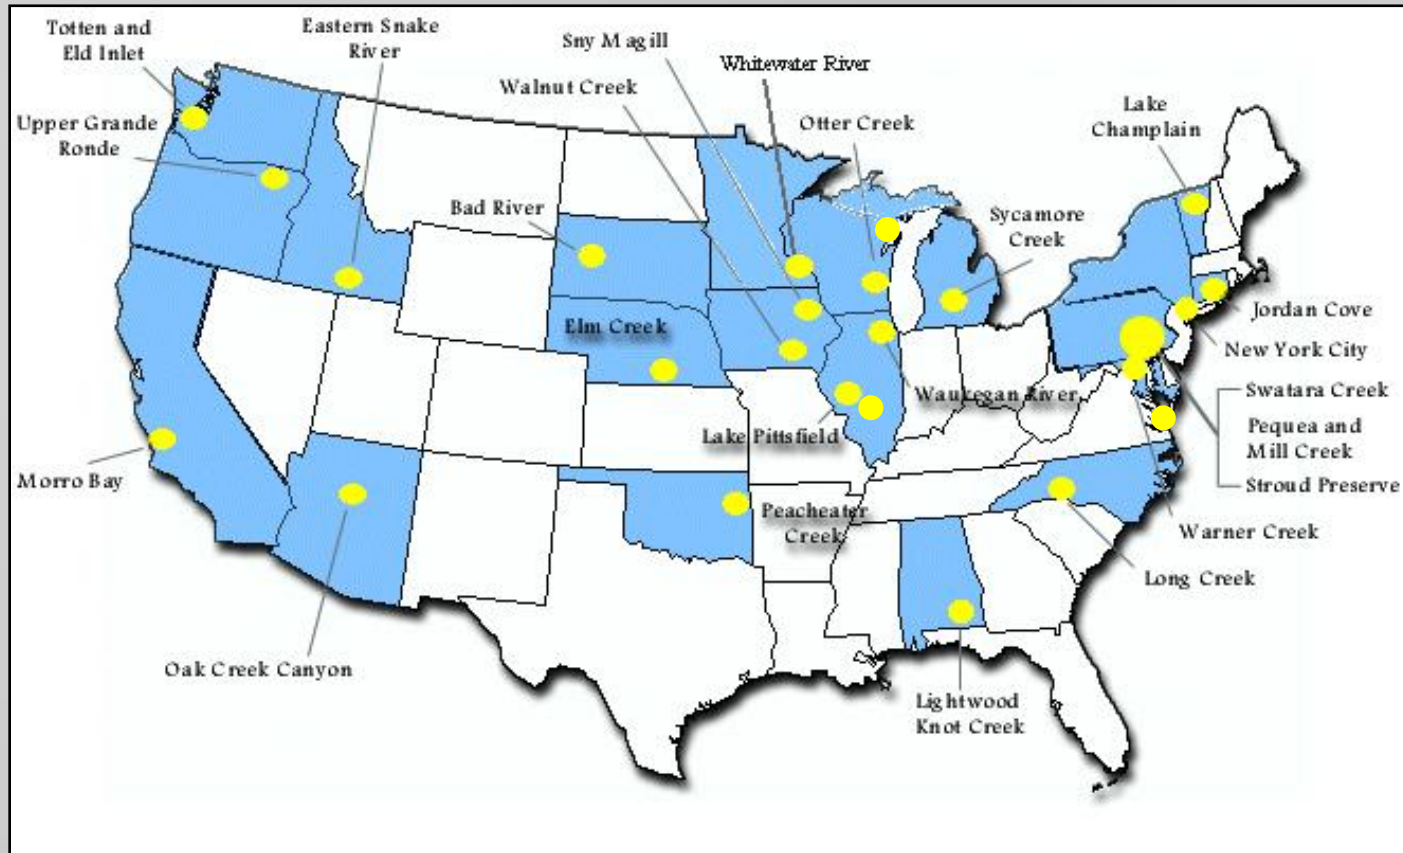 Totten and
Eld Inlet
Eastern Snake
River
Sny Magill
Whitewater River
Walnut Creek
Otter Creek
Lake
Champlain
Upper Grande
Ronde
Bad River
Sycamore
Creek
Elm Creek
Jordan Cove
New York City
Waukegan River
Swatara Creek
Lake Pittsfield
Pequea and
Mill Creek
Morro Bay
Stroud Preserve
Peacheater
Creek
Warner Creek
Long Creek
Oak Creek Canyon
Lightwood
Knot Creek